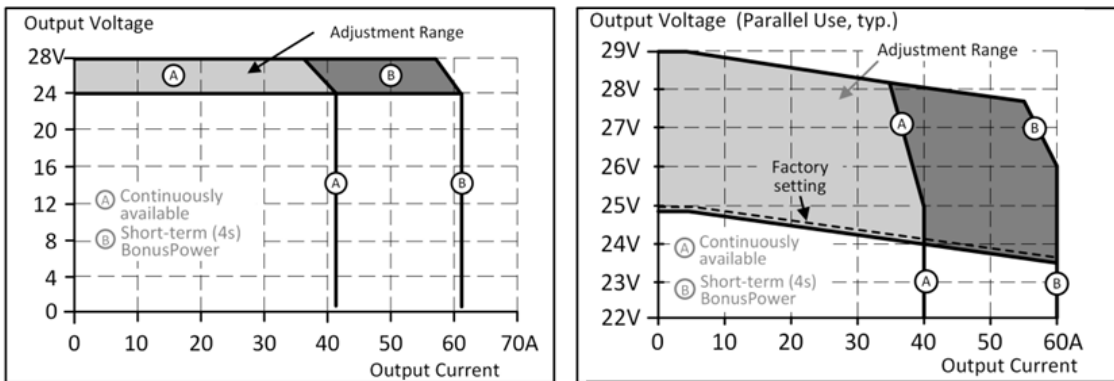 Output Voltage
Adjustment Range
28V
A
B
24
20
16
A
B
12
A Continuously
available
8
B Short-term (4s)
BonusPower
4
0
0 10 20 30 40 50 60 70A
Output Current
Output Voltage (Parallel Use, typ.)
29V
Adjustment Range
28V
27V
A
B
26V
Factory
setting
25V
24V
A Continuously
available
23V
A
B
B Short-term (4s)
BonusPower
22V
0 10 20 30 40 50 60A
Output Current